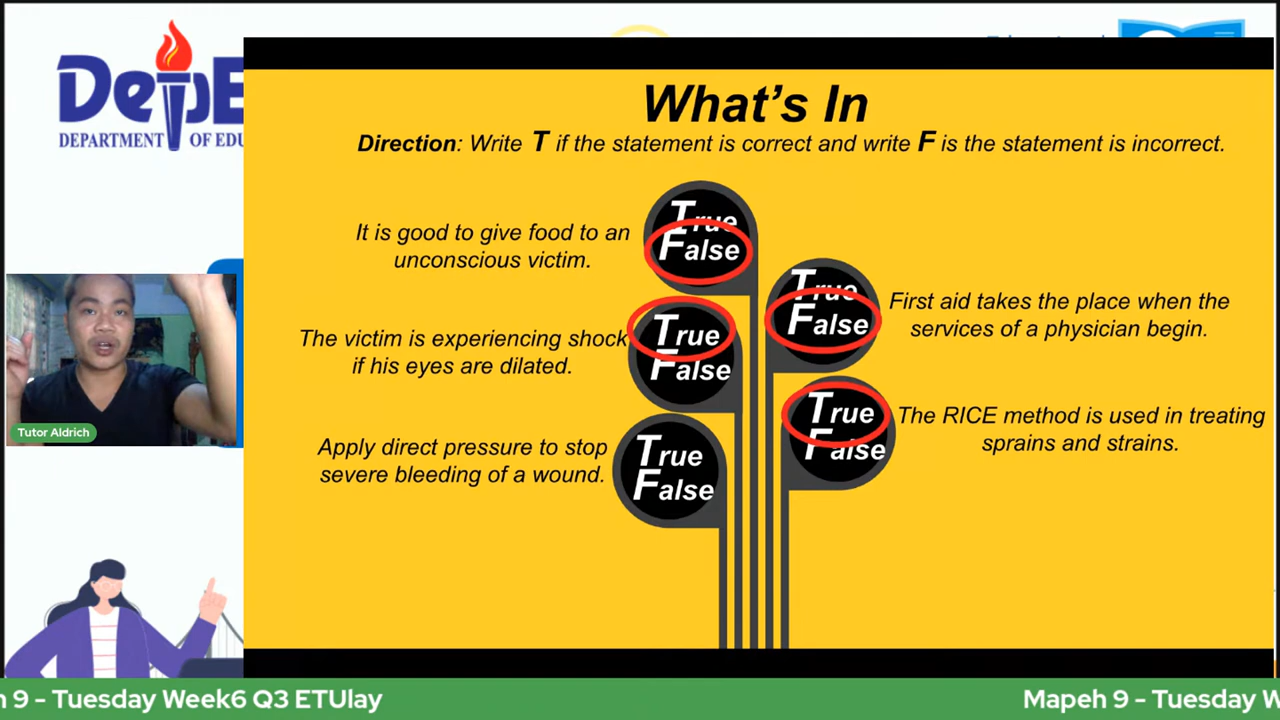 DepE
DEPARTMENT OF EDU
What's In
Direction: Write T if the statement is correct and write F is the statement is incorrect.
It is good to give food to an
unconscious victim.
True
False
First aid takes the place when the
services of a physician begin.
True
False
The victim is experiencing shock
if his eyes are dilated.
True
False
The RICE method is used in treating
sprains and strains.
True
False
Apply direct pressure to stop
severe bleeding of a wound.
True
False
Tutor Aldrich
h 9 - Tuesday Week6 Q3 ETUlay
Mapeh 9 - Tuesday W